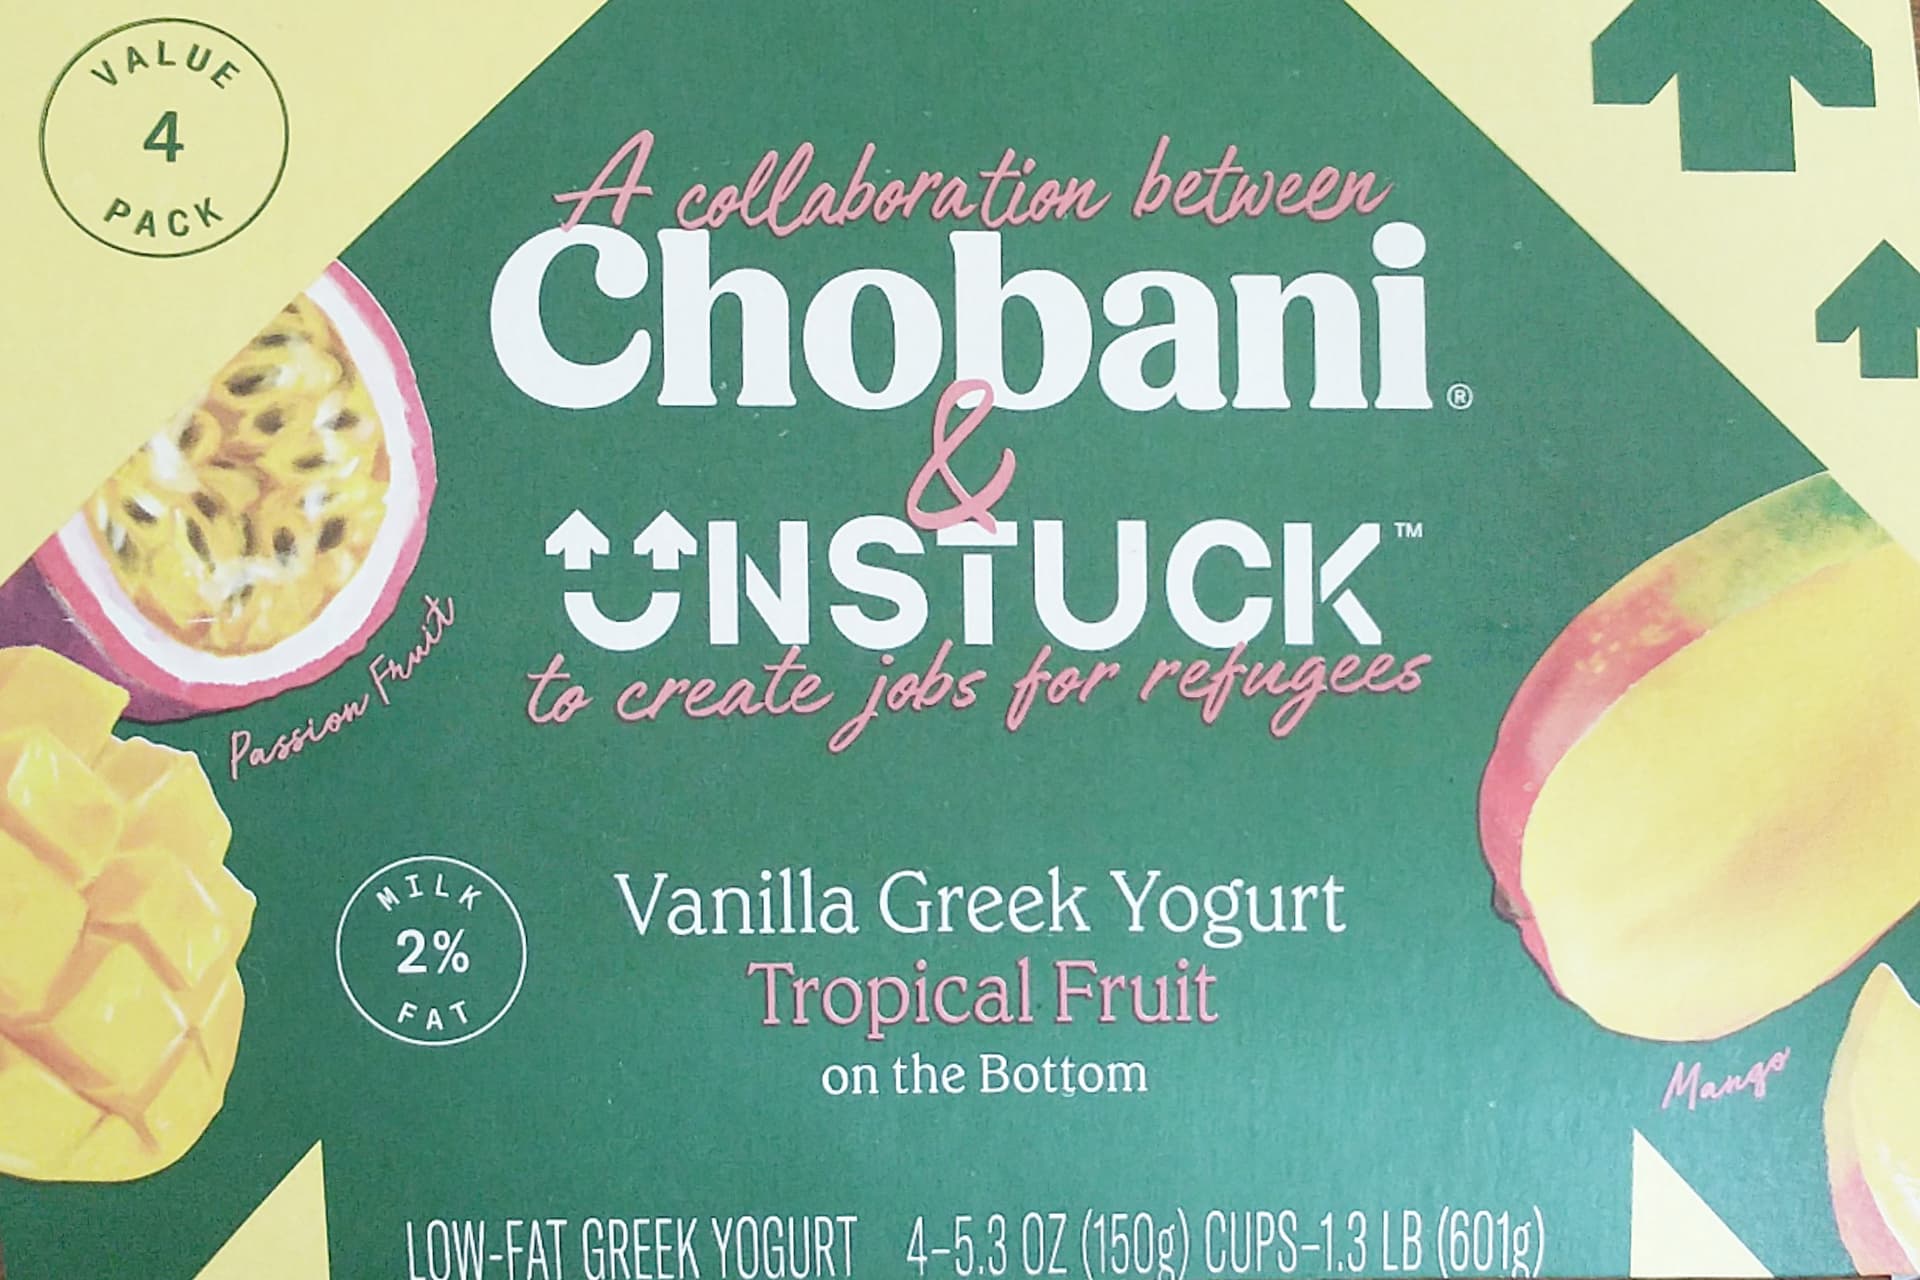 VALUE
4
PACK
A collaboration between
Chobani®
&
UNSTUCK™
to create jobs for refugees
Passion Fruit
MILK
2%
FAT
Vanilla Greek Yogurt
Tropical Fruit
on the Bottom
Mango
LOW-FAT GREEK YOGURT 4-5.3 OZ (150g) CUPS-1.3 LB (601g)